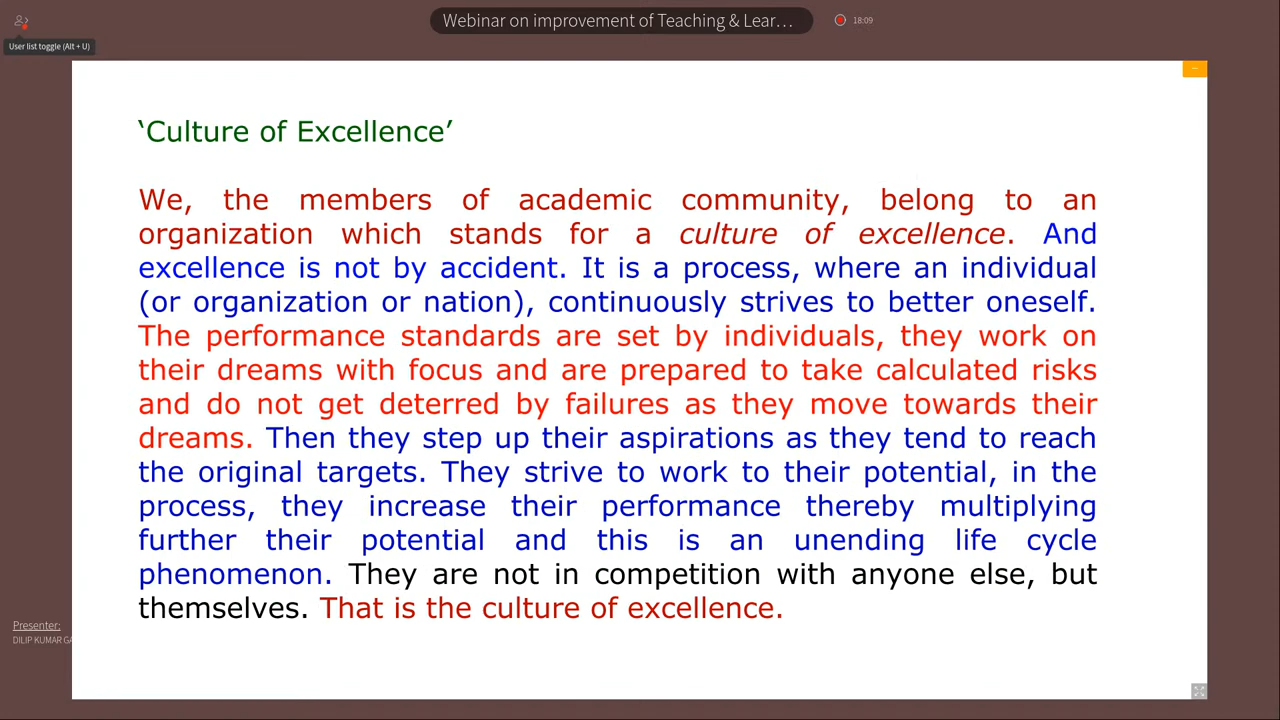 Webinar on improvement of Teaching & Lear…
18:09
User list toggle (Alt + U)
‘Culture of Excellence’
We, the members of academic community, belong to an
organization which stands for a culture of excellence. And
excellence is not by accident. It is a process, where an individual
(or organization or nation), continuously strives to better oneself.
The performance standards are set by individuals, they work on
their dreams with focus and are prepared to take calculated risks
and do not get deterred by failures as they move towards their
dreams. Then they step up their aspirations as they tend to reach
the original targets. They strive to work to their potential, in the
process, they increase their performance thereby multiplying
further their potential and this is an unending life cycle
phenomenon. They are not in competition with anyone else, but
themselves. That is the culture of excellence.
Presenter:
DILIP KUMAR